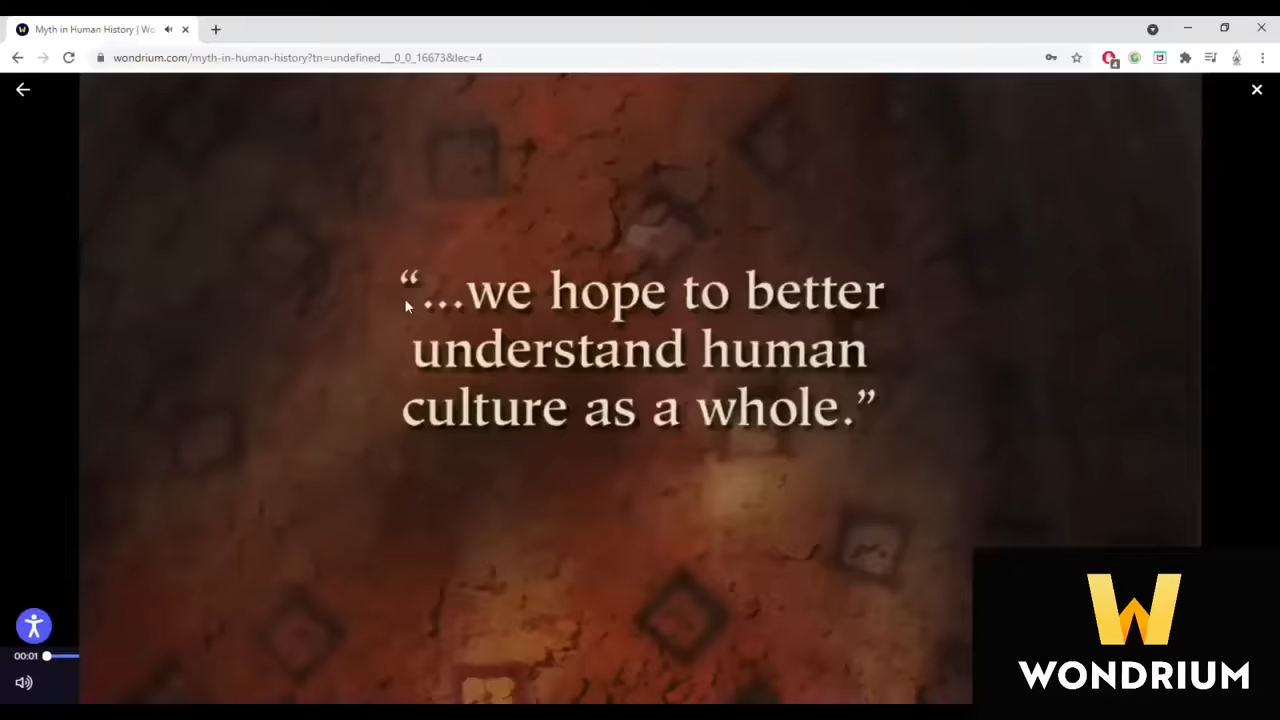 Myth in Human History | Wo
wondrium.com/myth-in-human-history?tn=undefined__0_0_16673&lec=4
4
“...we hope to better
understand human
culture as a whole.”
00:01
W
WONDRIUM